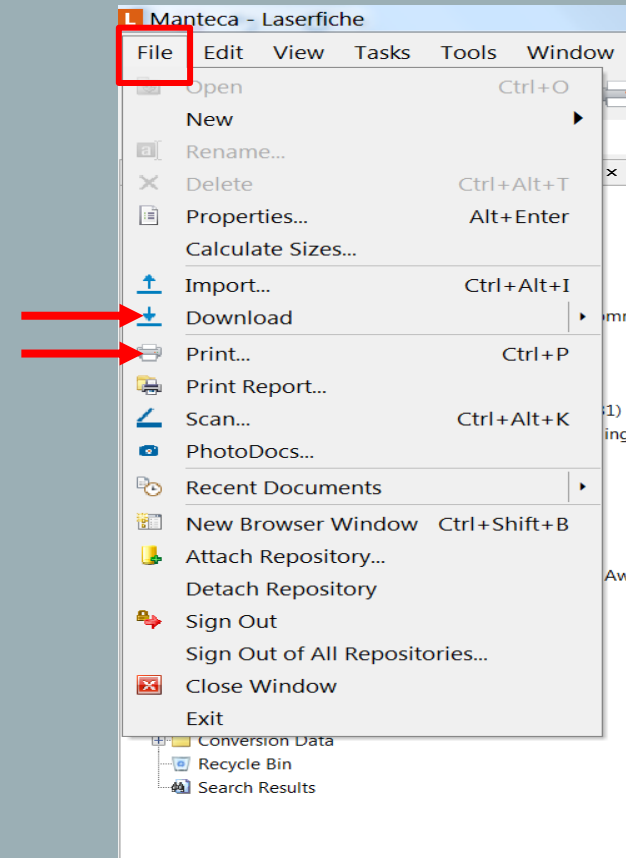 Manteca - Laserfiche
File Edit View Tasks Tools Window
Open Ctrl+O
New
Rename...
Delete Ctrl+Alt+T
Properties... Alt+Enter
Calculate Sizes...
Import... Ctrl+Alt+I
Download
Print... Ctrl+P
Print Report...
Scan... Ctrl+Alt+K
PhotoDocs...
Recent Documents
New Browser Window Ctrl+Shift+B
Attach Repository...
Detach Repository
Sign Out
Sign Out of All Repositories...
Close Window
Exit
Conversion Data
Recycle Bin
Search Results